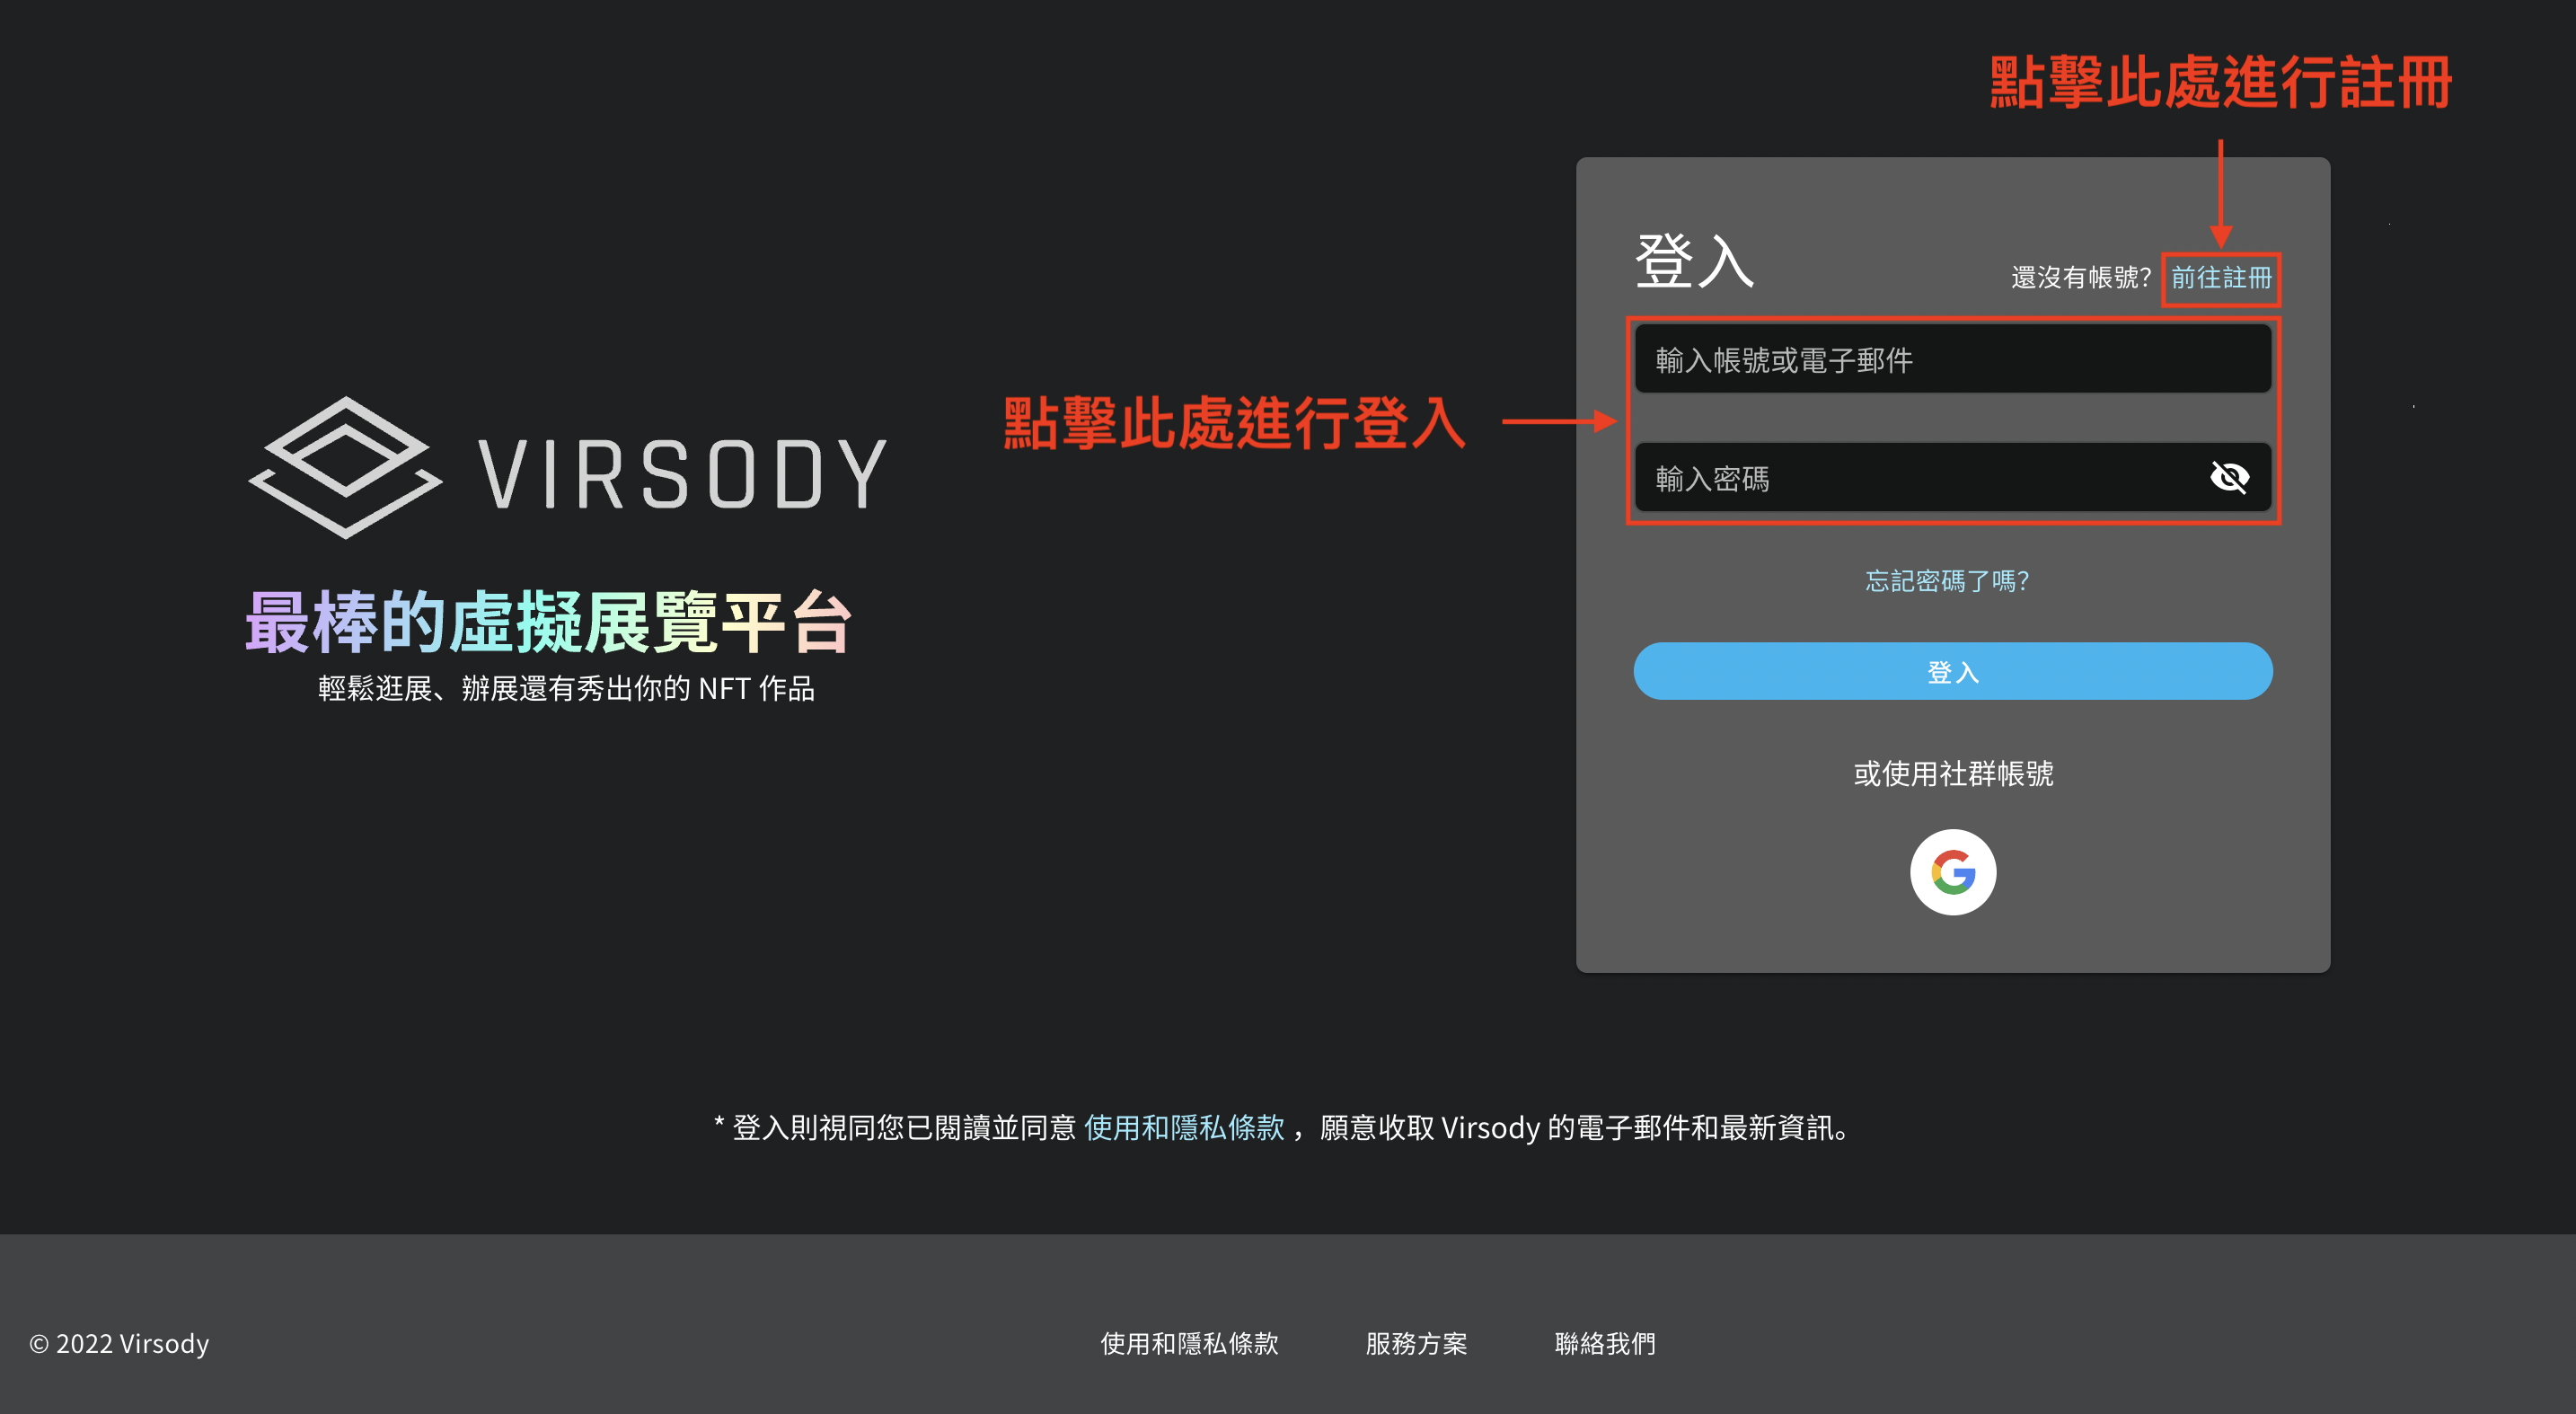 點擊此處進行註冊
登入
還沒有帳號? 前往註冊
輸入帳號或電子郵件
點擊此處進行登入
輸入密碼
VIRSODY
最棒的虛擬展覽平台
輕鬆逛展、辦展還有秀出你的 NFT 作品
忘記密碼了嗎?
登入
或使用社群帳號
* 登入則視同您已閱讀並同意 使用和隱私條款 ，願意收取 Virsody 的電子郵件和最新資訊。
© 2022 Virsody
使用和隱私條款
服務方案
聯絡我們